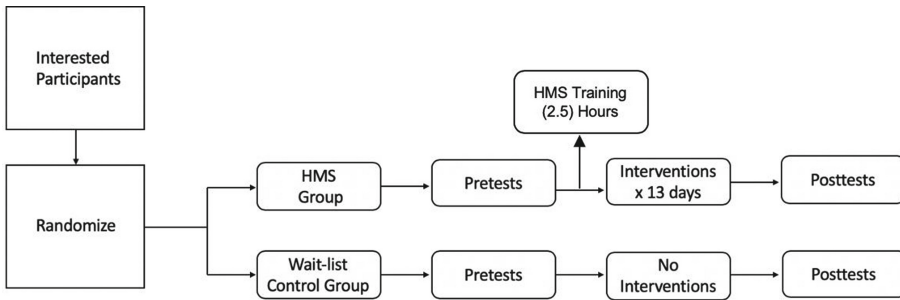 Interested
Participants
HMS Training
(2.5) Hours
HMS
Group
Pretests
Interventions
x 13 days
Posttests
Randomize
Wait-list
Control Group
Pretests
No
Interventions
Posttests